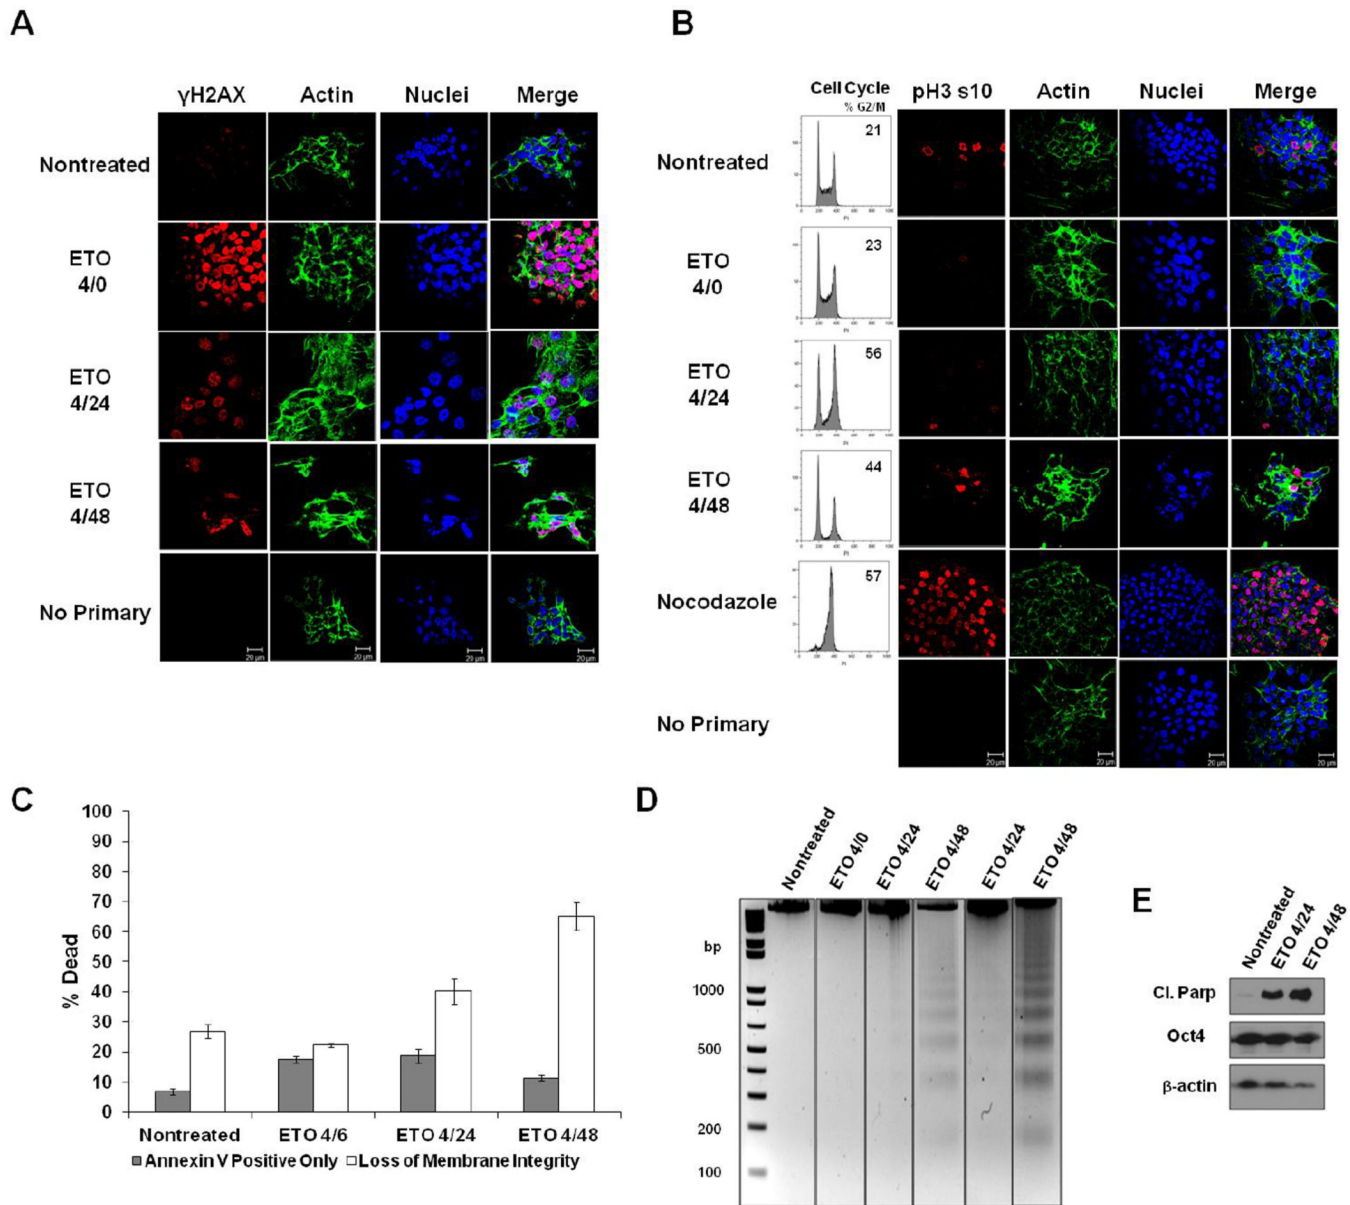 A
γH2AX Actin Nuclei Merge
Nontreated
ETO
4/0
ETO
4/24
ETO
4/48
No Primary
20 µm 20 µm 20 µm 20 µm
B
Cell Cycle pH3 s10 Actin Nuclei Merge
% G2/M
Nontreated 21
ETO
4/0
23
ETO
4/24
56
ETO
4/48
44
Nocodazole 57
No Primary
20 µm 20 µm 20 µm 20 µm
C
% Dead
100
90
80
70
60
50
40
30
20
10
0
Nontreated ETO 4/6 ETO 4/24 ETO 4/48
Annexin V Positive Only Loss of Membrane Integrity
D
Nontreated ETO 4/0 ETO 4/24 ETO 4/48 ETO 4/24 ETO 4/48
bp
1000
500
200
100
E
Nontreated ETO 4/24 ETO 4/48
Cl. Parp
Oct4
β-actin